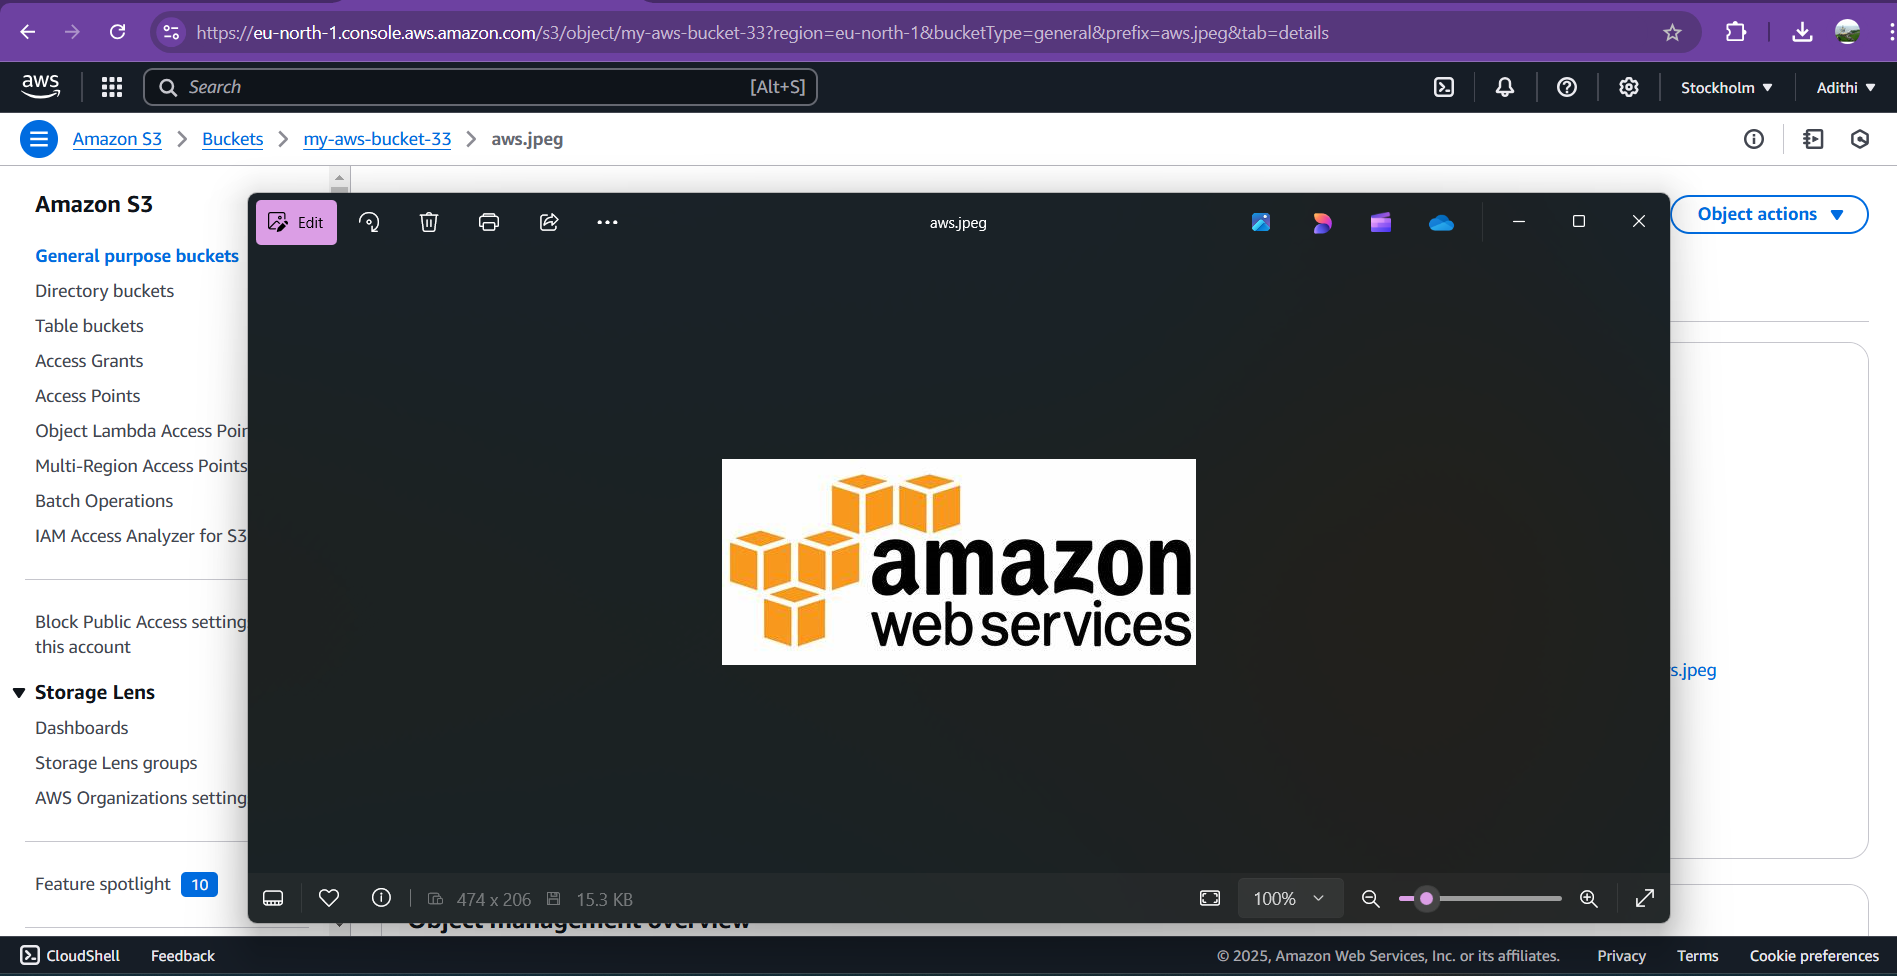 https://eu-north-1.console.aws.amazon.com/s3/object/my-aws-bucket-33?region=eu-north-1&bucketType=general&prefix=aws.jpeg&tab=details
aws
Search
[Alt+S]
Stockholm
Adithi
Amazon S3
Buckets
my-aws-bucket-33
aws.jpeg
Amazon S3
General purpose buckets
Directory buckets
Table buckets
Access Grants
Access Points
Object Lambda Access Poin
Multi-Region Access Points
Batch Operations
IAM Access Analyzer for S3
Block Public Access setting
this account
Storage Lens
Dashboards
Storage Lens groups
AWS Organizations setting
Feature spotlight
10
Edit
aws.jpeg
Object actions
amazon
web services
s.jpeg
474 x 206
15.3 KB
100%
Object management overview
CloudShell
Feedback
© 2025, Amazon Web Services, Inc. or its affiliates.
Privacy
Terms
Cookie preferences